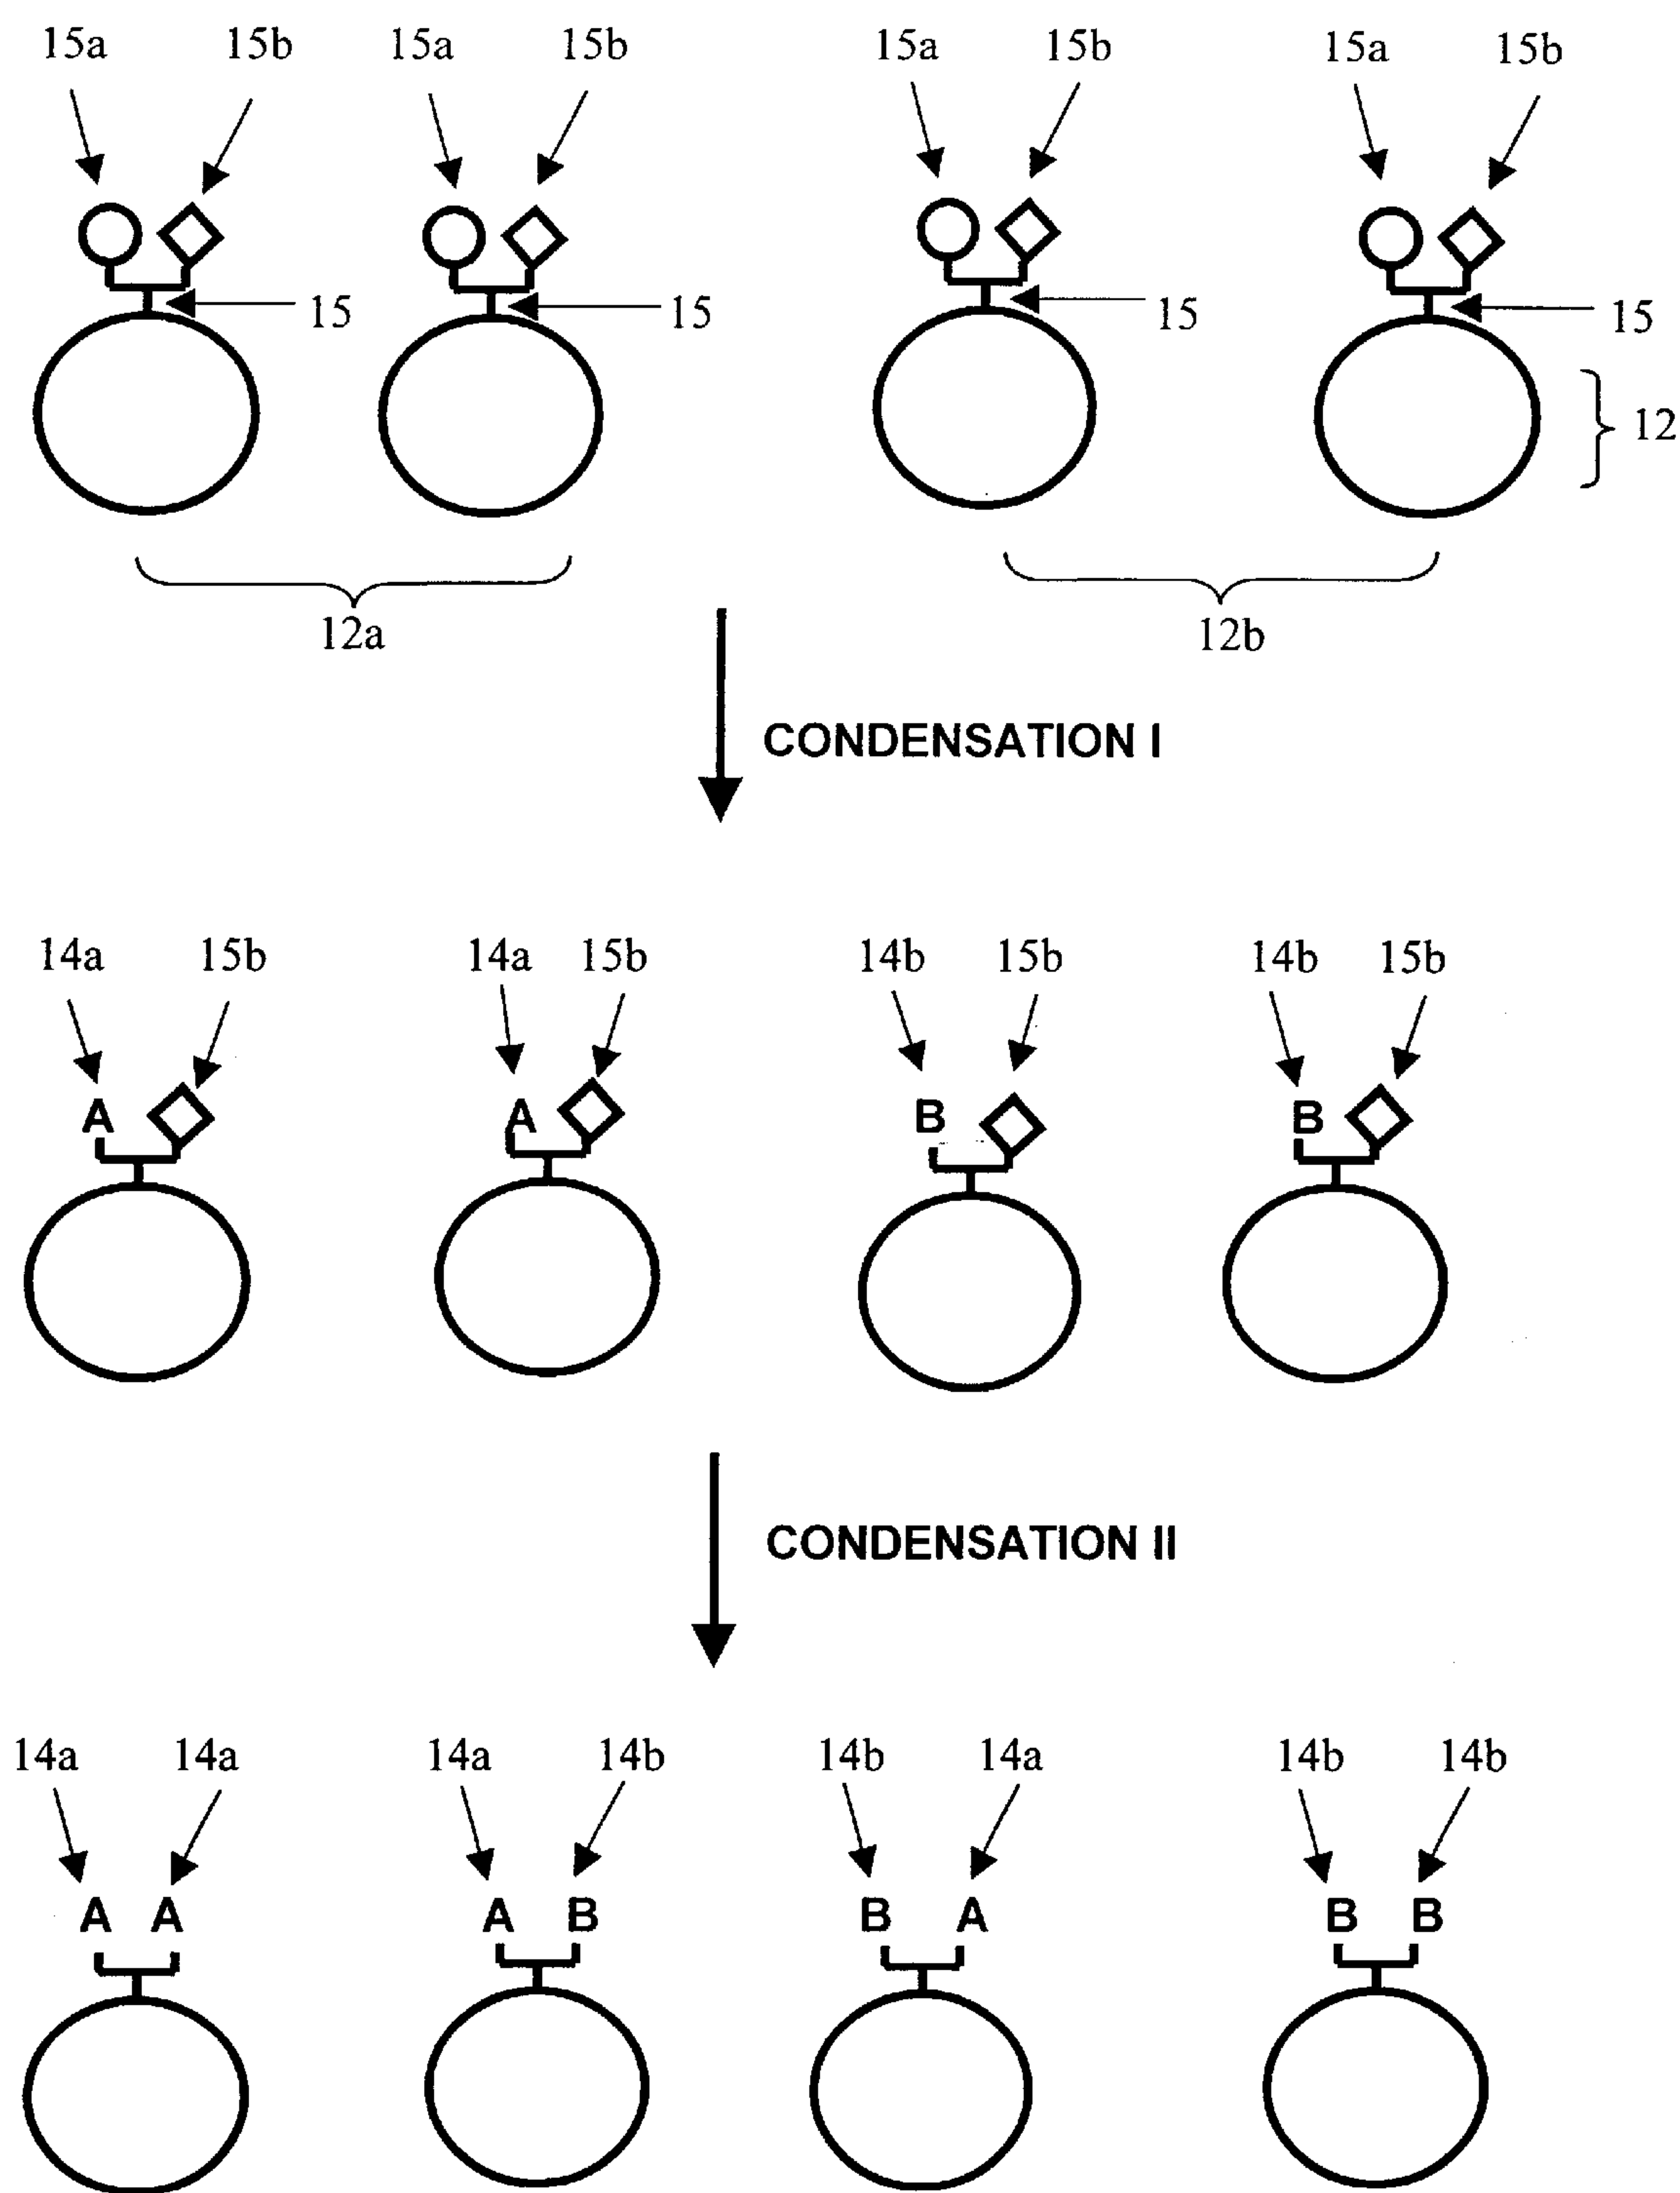 15a 15b 15a 15b 15a 15b 15a 15b
15 15 15 15
12
12a 12b
CONDENSATION I
14a 15b 14a 15b 14b 15b 14b 15b
A A B B
CONDENSATION II
14a 14a 14a 14b 14b 14a 14b 14b
A A A B B A B B